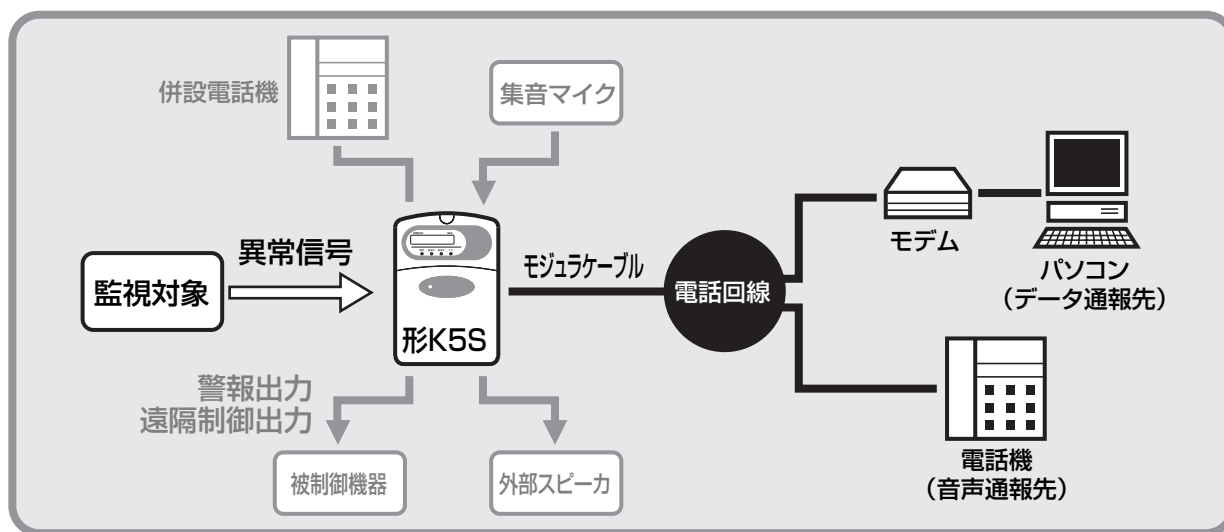 併設電話機
集音マイク
監視対象
異常信号
形K5S
モジュラケーブル
電話回線
モデム
パソコン
（データ通報先）
電話機
（音声通報先）
警報出力
遠隔制御出力
被制御機器
外部スピーカ